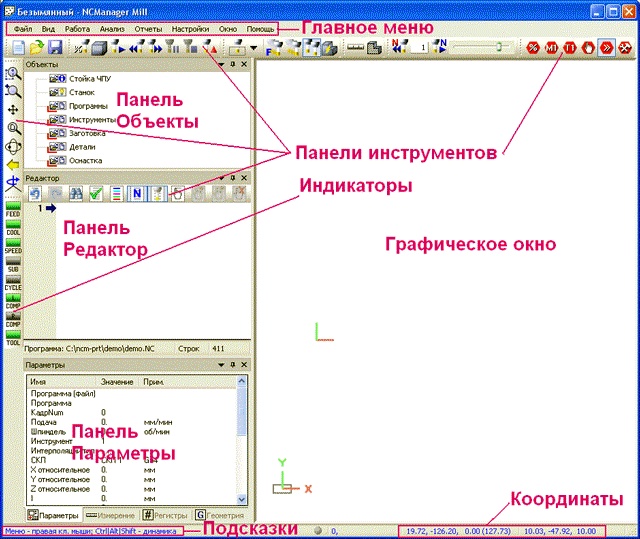 Безымянный - NCManager Mill
Файл Вид Работа Анализ Отчеты Настройки Окно Помощь
Главное меню
N 1 N
% M1 T1
Объекты
Стойка ЧПУ
Станок
Программы
Инструменты
Заготовка
Детали
Оснастка
Панель
Объекты
Панели инструментов
Индикаторы
Редактор
N
1
Панель
Редактор
Графическое окно
FEED
COOL
SPEED
SUB
CYCLE
COMP
COMP
TOOL
Программа: C:\ncm-prt\demo\demo.NC Строк 411
Параметры
Имя Значение Прим.
Программа (Файл)
Программа
КадрNum 0
Подача 0. мм/мин
Шпиндель об/мин
Инструмент 1
СКП
X относительное 0. мм
Y относительное 0. мм
Z относительное 0. мм
I 0.
Панель
Параметры
Y
X
Параметры Измерение # Регистры G Геометрия
Координаты
Меню - правая кл. мыши; Ctrl|Alt|Shift - динамика
Подсказки
0,
19.72, -126.20, 0.00 (127.73) 10.03, -47.92, 10.00